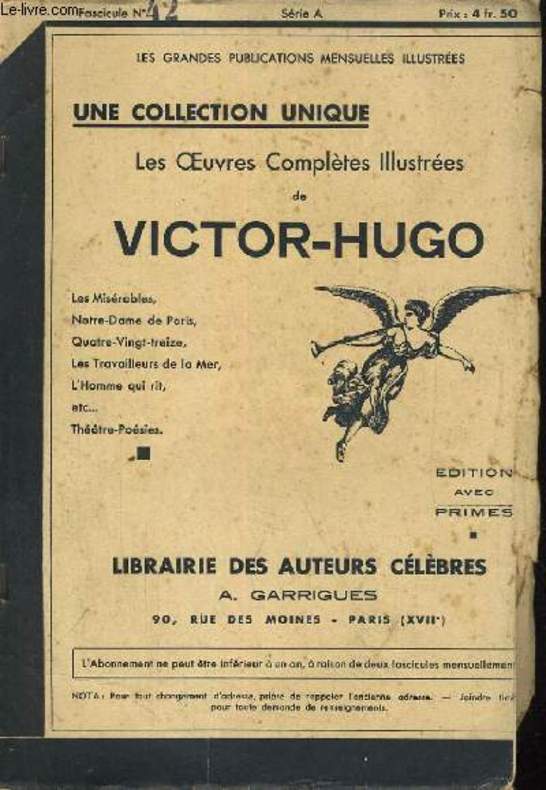 Le-livre.com
Fascicule N° 42 Série A Prix : 4 fr. 50
LES GRANDES PUBLICATIONS MENSUELLES ILLUSTRÉES
UNE COLLECTION UNIQUE
Les Œuvres Complètes Illustrées
de
VICTOR-HUGO
Les Misérables,
Notre-Dame de Paris,
Quatre-Vingt-treize,
Les Travailleurs de la Mer,
L'Homme qui rit,
etc...
Théâtre-Poésies.
EDITION
AVEC
PRIMES
LIBRAIRIE DES AUTEURS CÉLÈBRES
A. GARRIGUES
90, RUE DES MOINES - PARIS (XVIIe)
L'Abonnement ne peut être inférieur à un an, à raison de deux fascicules mensuellement
NOTA : Pour tout changement d'adresse, prière de rappeler l'ancienne adresse. — Joindre
pour toute demande de renseignements.